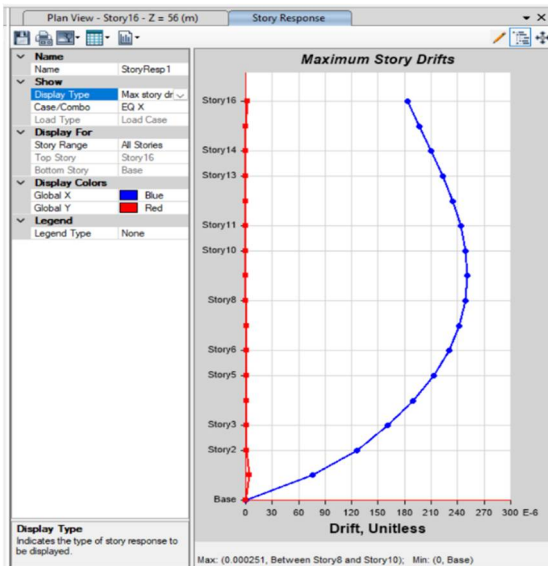 Plan View - Story16 - Z = 56 (m)
Story Response
Name
Name StoryResp1
Show
Display Type Max story dr
Case/Combo EQ X
Load Type Load Case
Display For
Story Range All Stories
Top Story Story16
Bottom Story Base
Display Colors
Global X Blue
Global Y Red
Legend
Legend Type None
Display Type
Indicates the type of story response to
be displayed.
Maximum Story Drifts
Story16
Story14
Story13
Story11
Story10
Story8
Story6
Story5
Story3
Story2
Base
0 30 60 90 120 150 180 210 240 270 300 E-6
Drift, Unitless
Max: (0.000251, Between Story8 and Story10); Min: (0, Base)